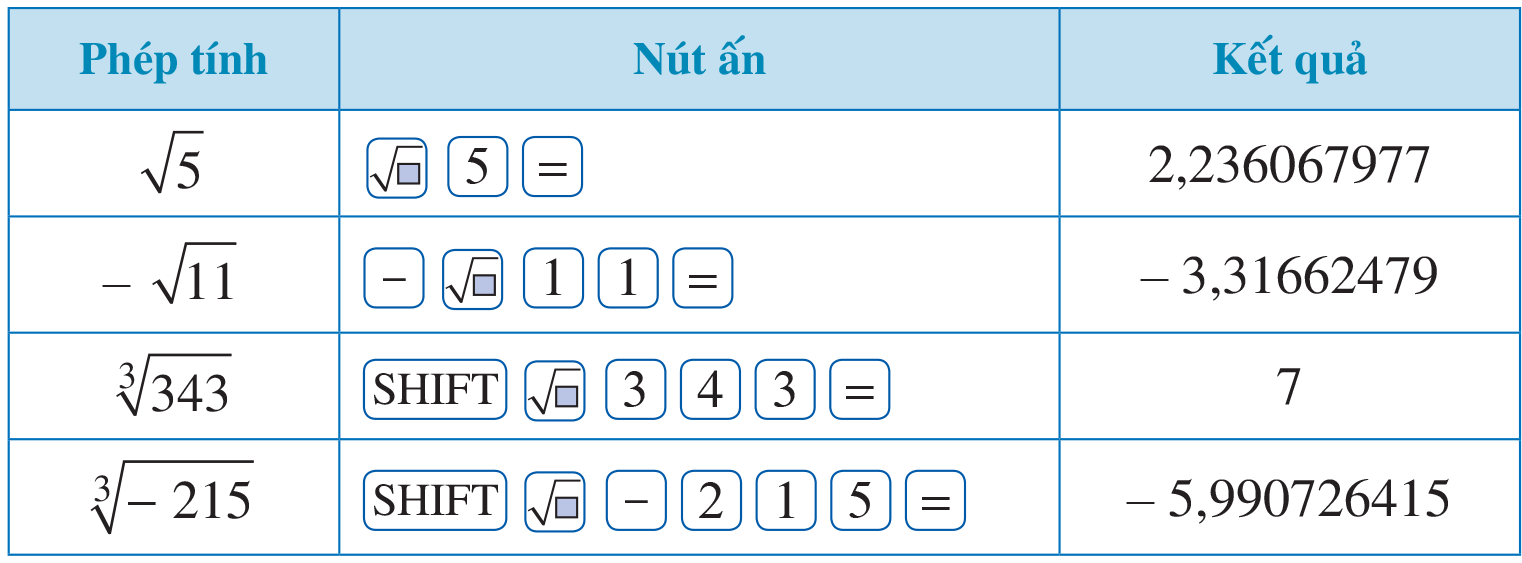 Phép tính Nút ấn Kết quả
√5 √□ 5 = 2,236067977
– √11 – √□ 1 1 = – 3,31662479
∛343 SHIFT √□ 3 4 3 = 7
∛– 215 SHIFT √□ – 2 1 5 = – 5,990726415